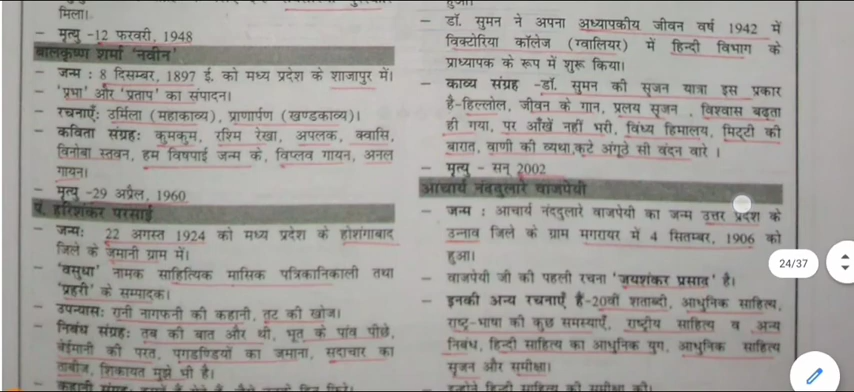 मिला।
– मृत्यु -12 फरवरी, 1948
बालकृष्ण शर्मा 'नवीन'
– जन्म : 8 दिसम्बर, 1897 ई. को मध्य प्रदेश के शाजापुर में।
– 'प्रभा' और 'प्रताप' का संपादन।
– रचनाएँ: उर्मिला (महाकाव्य), प्राणार्पण (खण्डकाव्य)।
– कविता संग्रह: कुमकुम, रश्मि रेखा, अपलक, क्वासि,
विनोबा स्तवन, हम विषपाई जन्म के, विप्लव गायन, अनल
गायन।
– मृत्यु -29 अप्रैल, 1960
पं. हरिशंकर परसाई
– जन्म: 22 अगस्त 1924 को मध्य प्रदेश के होशंगाबाद
जिले के जमानी ग्राम में।
– 'वसुधा' नामक साहित्यिक मासिक पत्रिकानिकाली तथा
'प्रहरी' के सम्पादक।
– उपन्यास: रानी नागफनी की कहानी, तट की खोज।
– निबंध संग्रह: तब की बात और थी, भूत के पांव पीछे,
बेईमानी की परत, पगडण्डियों का जमाना, सदाचार का
ताबीज, शिकायत मुझे भी है।
– कहानी संग्रह: हसते हैं रोते हैं, जैसे उनके दिन फिरे।
हुआ।
– डॉ. सुमन ने अपना अध्यापकीय जीवन वर्ष 1942 में
विक्टोरिया कॉलेज (ग्वालियर) में हिन्दी विभाग के
प्राध्यापक के रूप में शुरू किया।
– काव्य संग्रह -डॉ. सुमन की सृजन यात्रा इस प्रकार
है-हिल्लोल, जीवन के गान, प्रलय सृजन , विश्वास बढ़ता
ही गया, पर आँखें नहीं भरी, विंध्य हिमालय, मिट्टी की
बारात, वाणी की व्यथा,कटे अंगूठे सी वंदन वारे ।
– मृत्यु - सन् 2002
आचार्य नंददुलारे वाजपेयी
– जन्म : आचार्य नंददुलारे वाजपेयी का जन्म उत्तर प्रदेश के
उन्नाव जिले के ग्राम मगरायर में 4 सितम्बर, 1906 को
हुआ।
– वाजपेयी जी की पहली रचना 'जयशंकर प्रसाद' है।
– इनकी अन्य रचनाएँ हैं-20वीं शताब्दी, आधुनिक साहित्य,
राष्ट्र-भाषा की कुछ समस्याएँ, राष्ट्रीय साहित्य व अन्य
निबंध, हिन्दी साहित्य का आधुनिक युग, आधुनिक साहित्य
सृजन और समीक्षा।
– इन्होंने हिन्दी साहित्य की समीक्षा की।
24/37